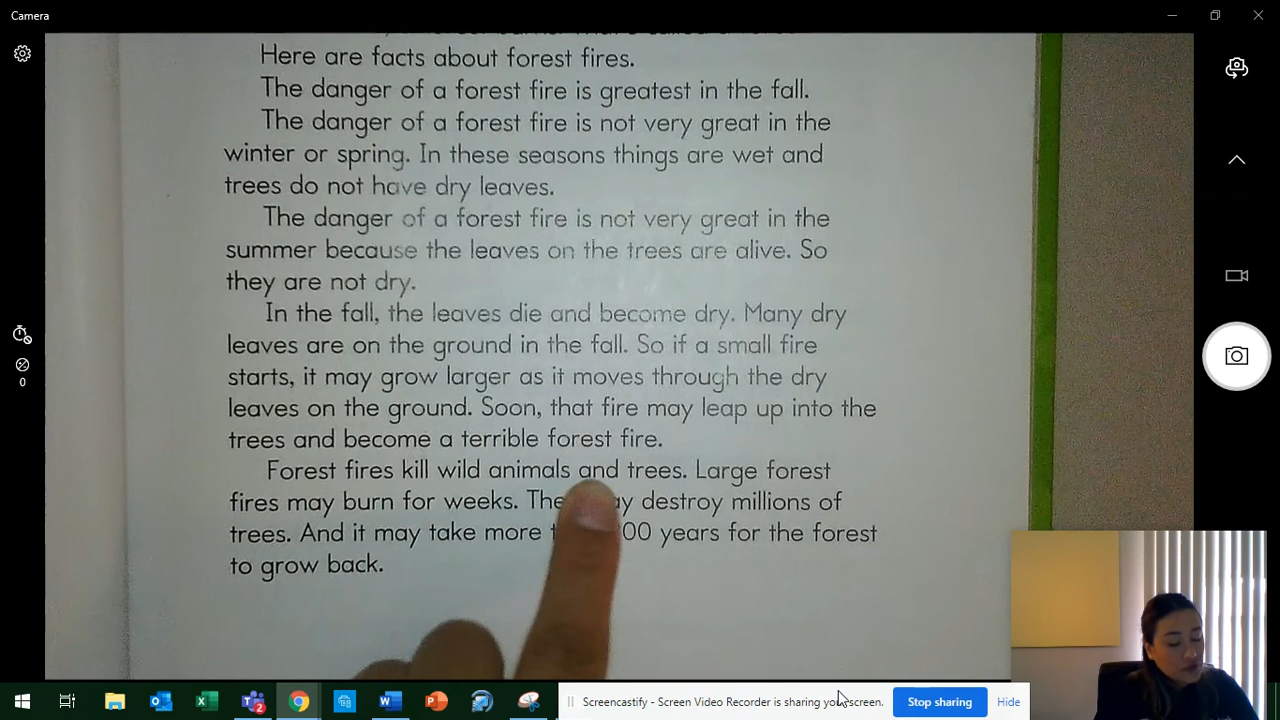 Camera
Here are facts about forest fires.
The danger of a forest fire is greatest in the fall.
The danger of a forest fire is not very great in the
winter or spring. In these seasons things are wet and
trees do not have dry leaves.
The danger of a forest fire is not very great in the
summer because the leaves on the trees are alive. So
they are not dry.
In the fall, the leaves die and become dry. Many dry
leaves are on the ground in the fall. So if a small fire
starts, it may grow larger as it moves through the dry
leaves on the ground. Soon, that fire may leap up into the
trees and become a terrible forest fire.
Forest fires kill wild animals and trees. Large forest
fires may burn for weeks. destroy millions of
trees. And it may take more years for the forest
to grow back.
0
2
Screencastify - Screen Video Recorder is sharing your screen.
Stop sharing
Hide